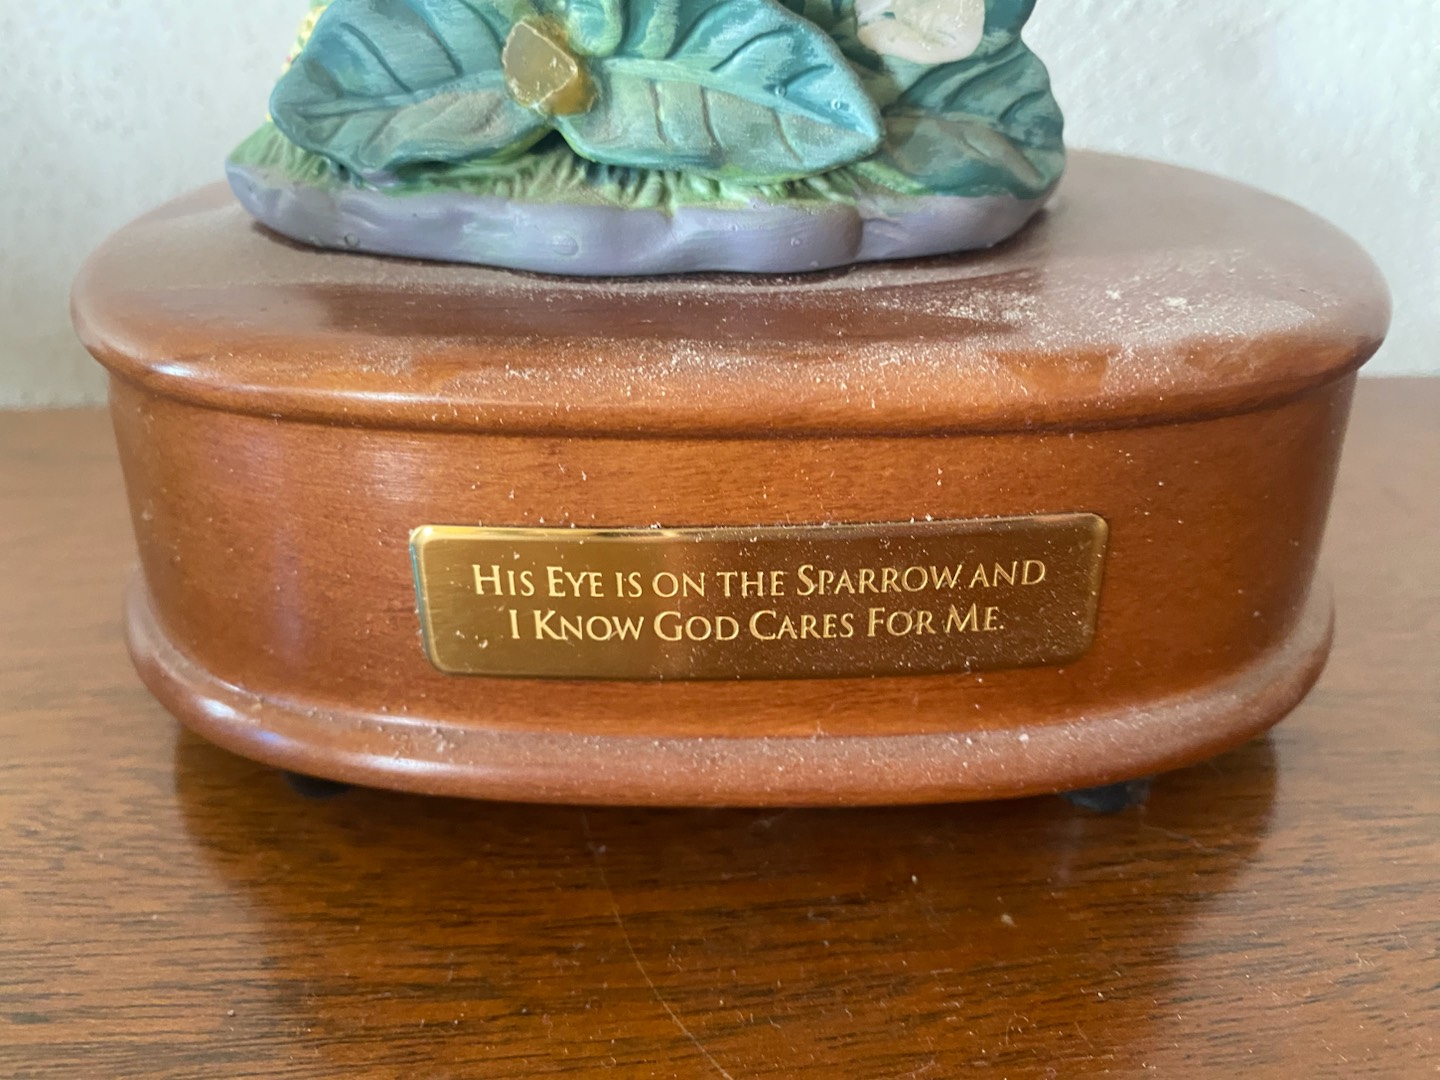 His Eye is on the Sparrow and
I Know God Cares For Me.